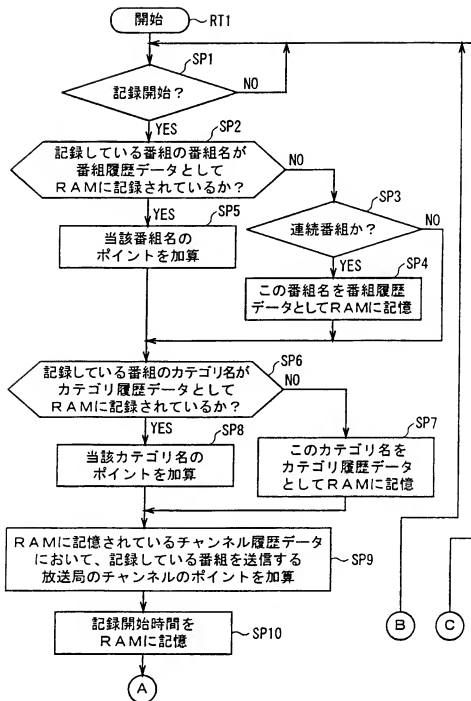 開始
RT1
SP1
記録開始？
NO
YES
SP2
記録している番組の番組名が
番組履歴データとして
RAMに記録されているか？
NO
YES
SP3
連続番組か？
NO
YES
SP5
当該番組名の
ポイントを加算
SP4
この番組名を番組履歴
データとしてRAMに記憶
SP6
記録している番組のカテゴリ名が
カテゴリ履歴データとして
RAMに記録されているか？
NO
YES
SP8
当該カテゴリ名の
ポイントを加算
SP7
このカテゴリ名を
カテゴリ履歴データ
としてRAMに記憶
RAMに記憶されているチャンネル履歴データ
において、記録している番組を送信する
放送局のチャンネルのポイントを加算
SP9
記録開始時間を
RAMに記憶
SP10
A
B
C